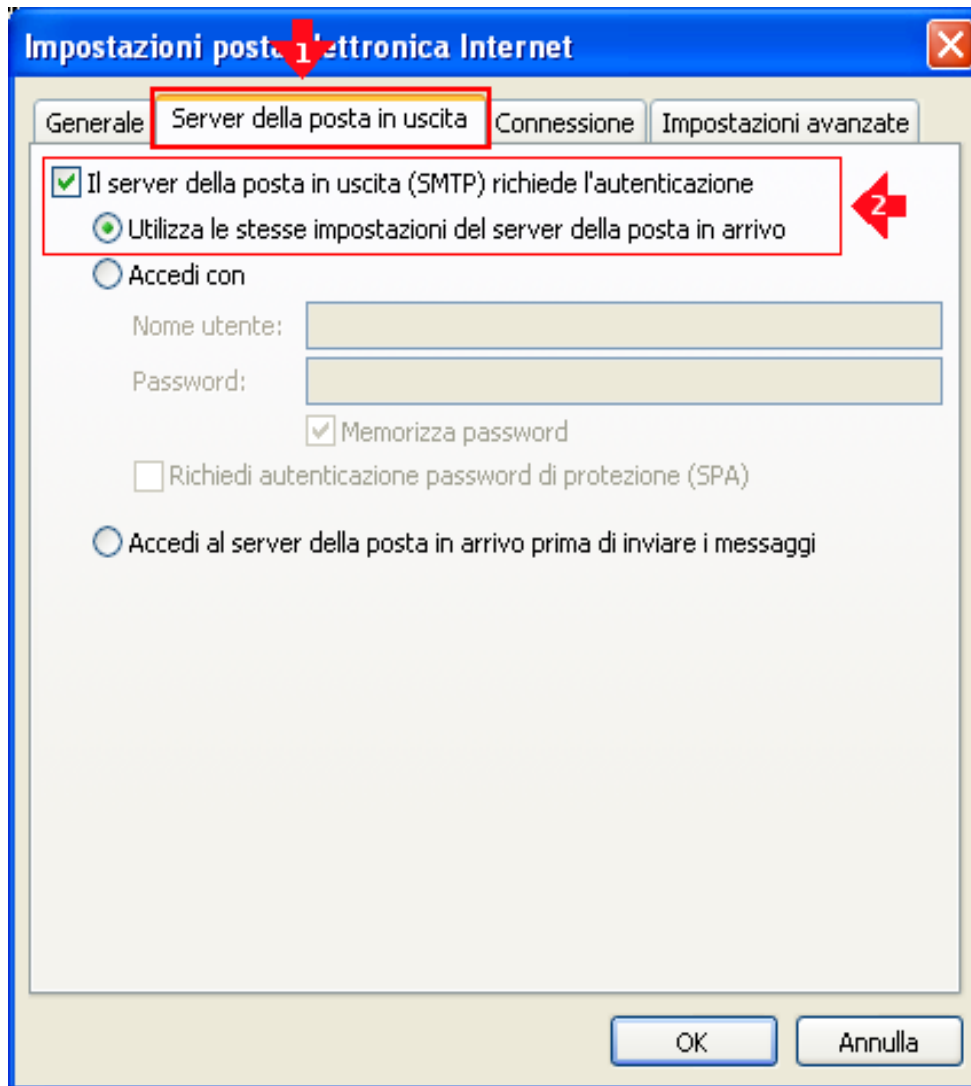 Impostazioni posta elettronica Internet
1
Generale
Server della posta in uscita
Connessione
Impostazioni avanzate
Il server della posta in uscita (SMTP) richiede l'autenticazione
2
Utilizza le stesse impostazioni del server della posta in arrivo
Accedi con
Nome utente:
Password:
Memorizza password
Richiedi autenticazione password di protezione (SPA)
Accedi al server della posta in arrivo prima di inviare i messaggi
OK
Annulla